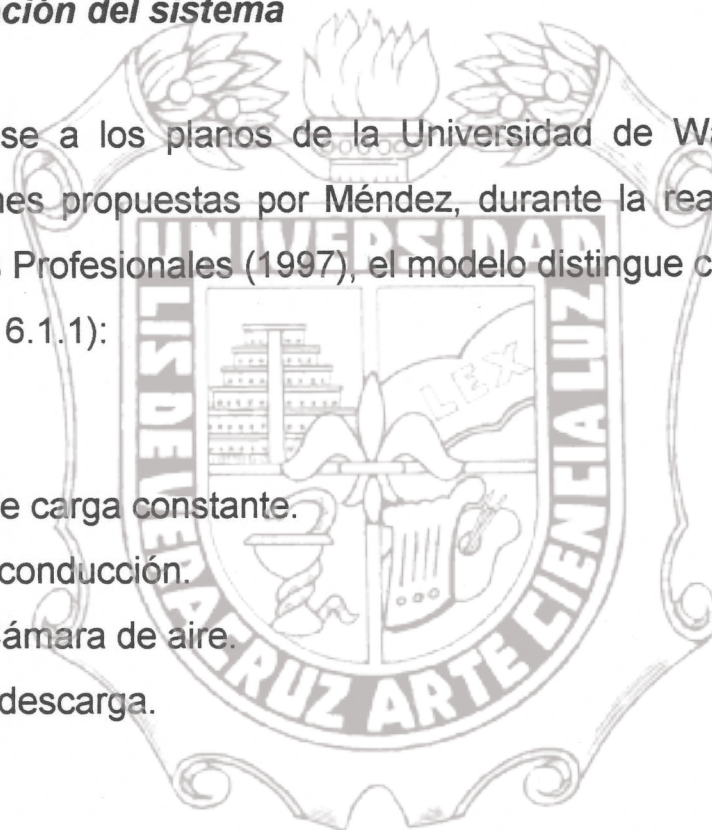 ción del sistema
se a los planos de la Universidad de Wa
nes propuestas por Méndez, durante la rea
s Profesionales (1997), el modelo distingue c
6.1.1):
e carga constante.
conducción.
cámara de aire.
descarga.
UNIVERSIDAD
LIS DE VERACRUZ ARTE CIENCIA LUZ
LEX